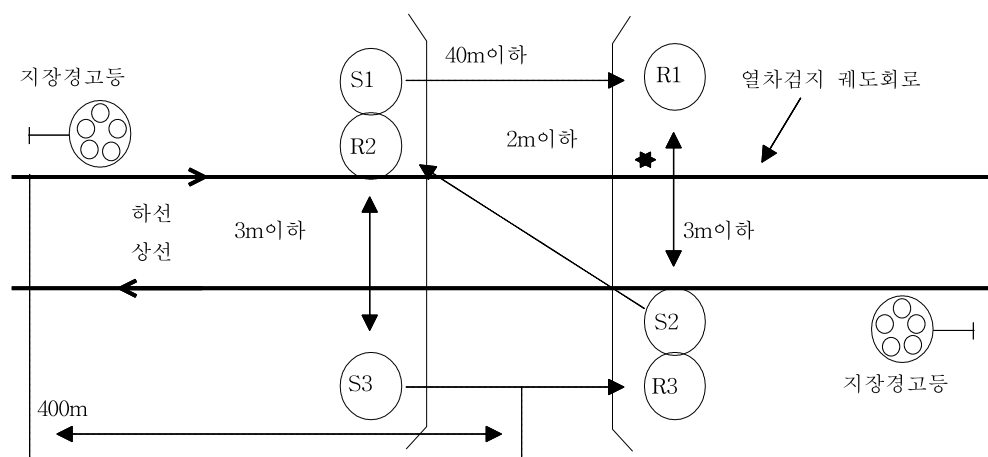 지장경고등
S1
40m이하
R1
열차검지 궤도회로
R2
2m이하
하선
3m이하
3m이하
상선
S2
S3
R3
지장경고등
400m